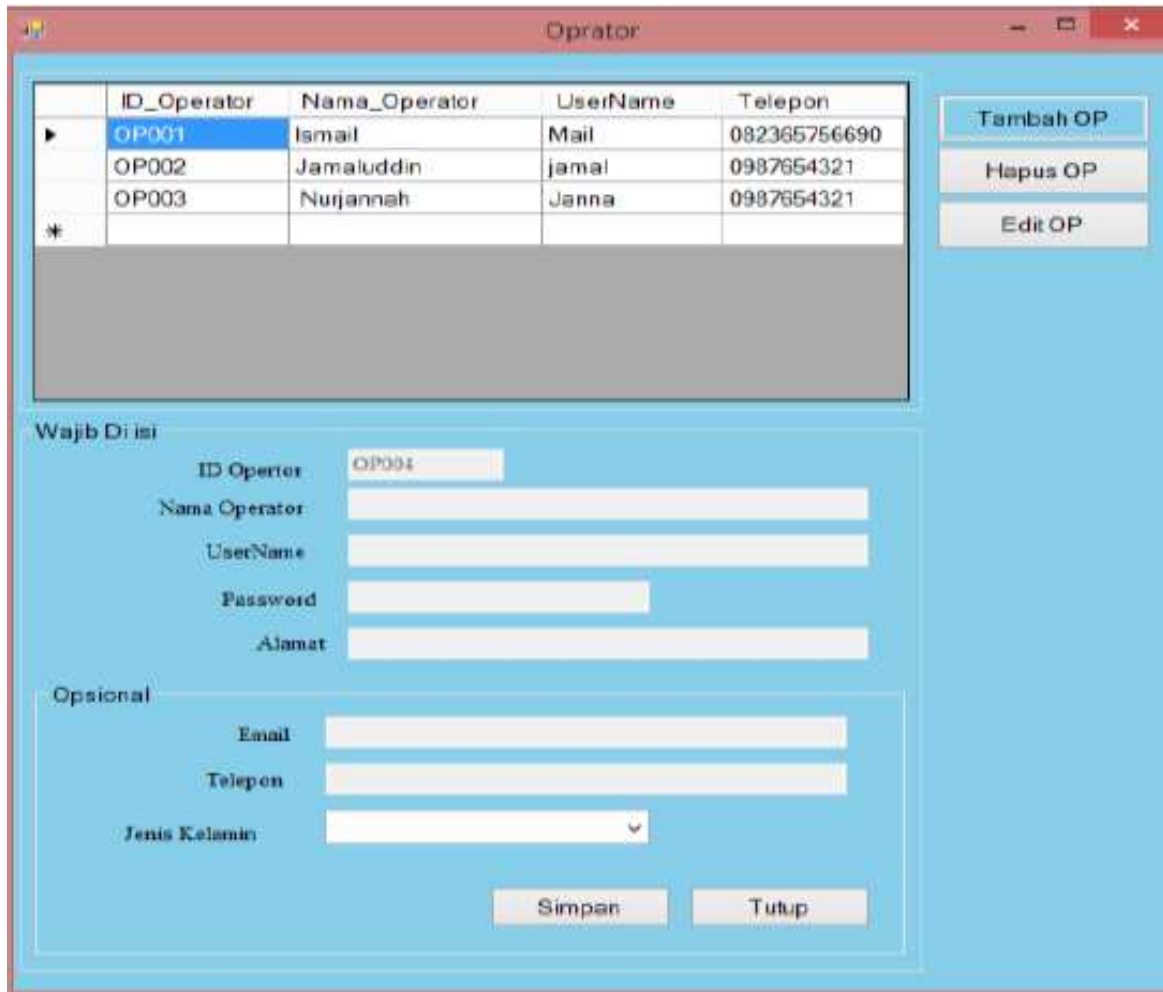 Oprator
ID_Operator Nama_Operator UserName Telepon
OP001 Ismail Mail 082365756690
OP002 Jamaluddin jamal 0987654321
OP003 Nurjannah Janna 0987654321
Tambah OP
Hapus OP
Edit OP
Wajib Di isi
ID Opertor OP004
Nama Operator
UserName
Password
Alamat
Opsional
Email
Telepon
Jenis Kelamin
Simpan Tutup